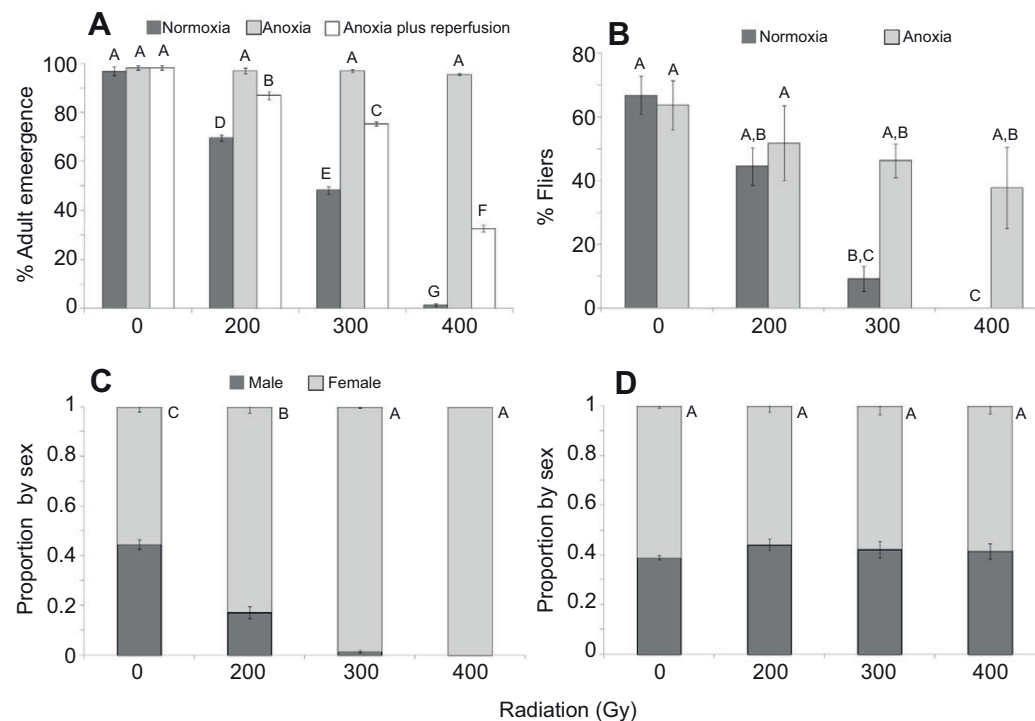 A
Normoxia Anoxia Anoxia plus reperfusion
% Adult emeergence
100
80
60
40
20
0
A A A
D A B
E A C
G A F
0 200 300 400
B
Normoxia Anoxia
% Fliers
80
60
40
20
0
A A
A,B A
B,C A,B
C A,B
0 200 300 400
C
Male Female
Proportion by sex
1
0.8
0.6
0.4
0.2
0
C B A A
0 200 300 400
D
Proportion by sex
1
0.8
0.6
0.4
0.2
0
A A A A
0 200 300 400
Radiation (Gy)